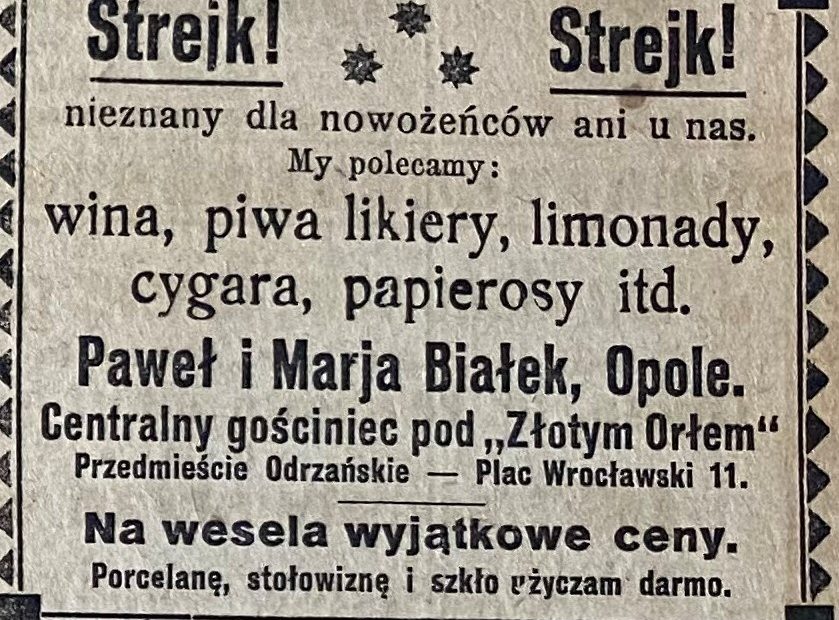 Strejk! Strejk!
nieznany dla nowożeńców ani u nas.
My polecamy:
wina, piwa likiery, limonady,
cygara, papierosy itd.
Paweł i Marja Białek, Opole.
Centralny gościniec pod „Złotym Orłem“
Przedmieście Odrzańskie — Plac Wrocławski 11.
Na wesela wyjątkowe ceny.
Porcelanę, stołowiznę i szkło użyczam darmo.